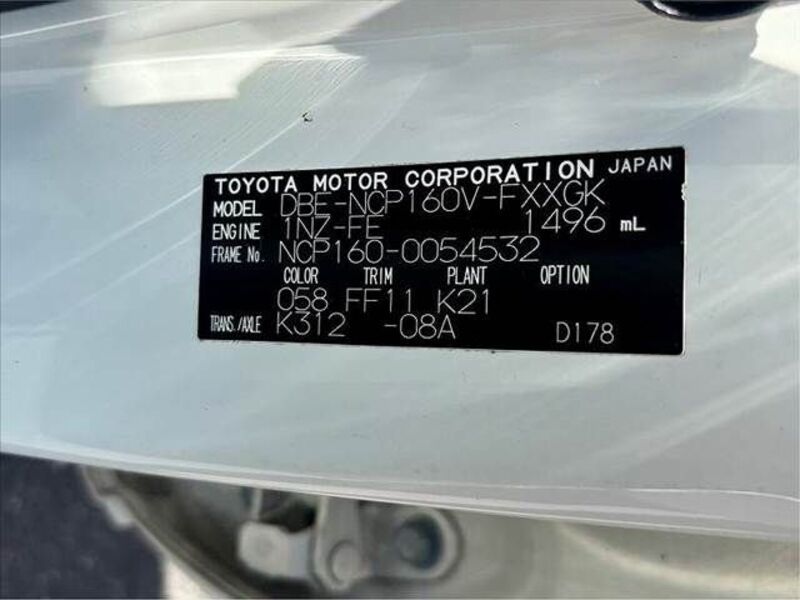 TOYOTA MOTOR CORPORATION JAPAN
MODEL DBE-NCP160V-FXXGK
ENGINE 1NZ-FE 1496 mL
FRAME No. NCP160-0054532
COLOR TRIM PLANT OPTION
058 FF11 K21
TRANS./AXLE K312 -08A D178